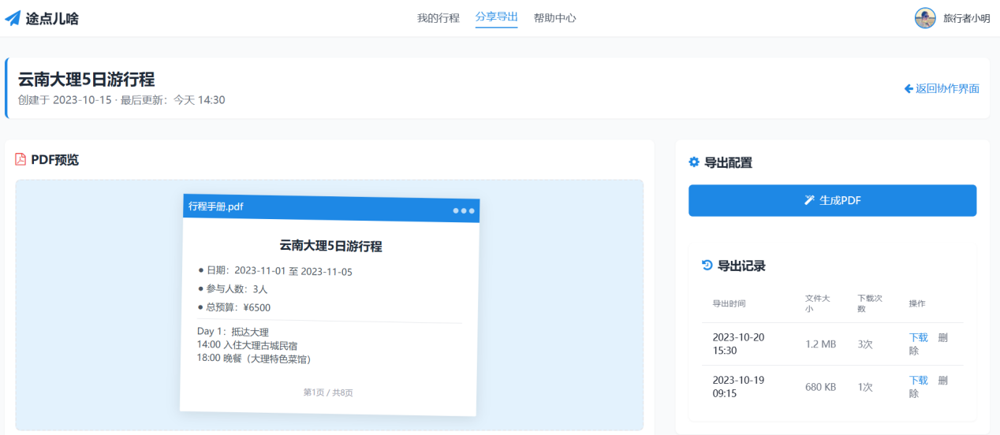 途点儿啥
我的行程
分享导出
帮助中心
旅行者小明
云南大理5日游行程
创建于 2023-10-15 · 最后更新：今天 14:30
返回协作界面
PDF预览
行程手册.pdf
云南大理5日游行程
● 日期：2023-11-01 至 2023-11-05
● 参与人数：3人
● 总预算：¥6500
Day 1：抵达大理
14:00 入住大理古城民宿
18:00 晚餐（大理特色菜馆）
第1页 / 共8页
导出配置
生成PDF
导出记录
导出时间
文件大
小
下载次
数
操作
2023-10-20
15:30
1.2 MB
3次
下载 删
除
2023-10-19
09:15
680 KB
1次
下载 删
除